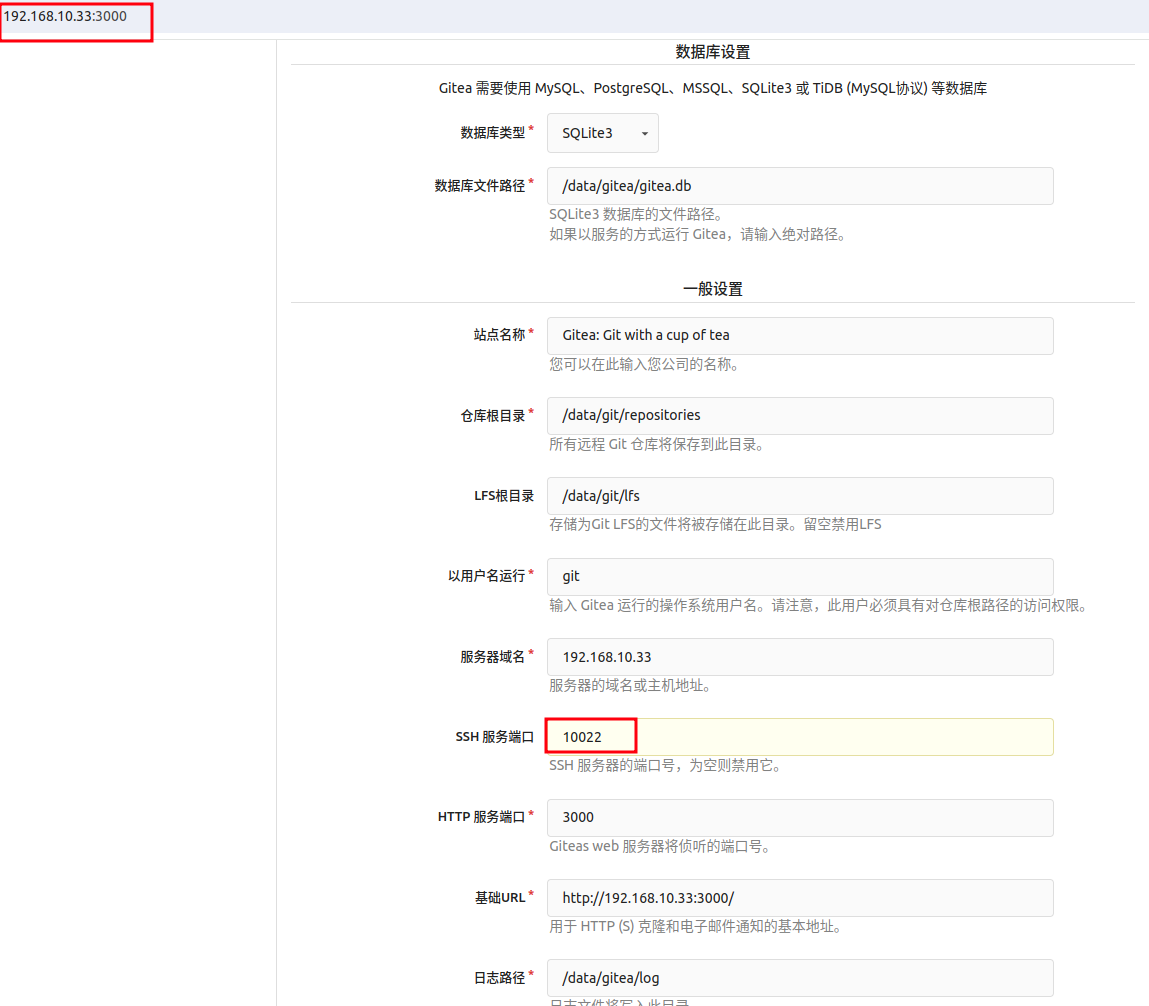 192.168.10.33:3000
数据库设置
Gitea 需要使用 MySQL、PostgreSQL、MSSQL、SQLite3 或 TiDB (MySQL协议) 等数据库
数据库类型* SQLite3
数据库文件路径* /data/gitea/gitea.db
SQLite3 数据库的文件路径。
如果以服务的方式运行 Gitea，请输入绝对路径。
一般设置
站点名称* Gitea: Git with a cup of tea
您可以在此输入您公司的名称。
仓库根目录* /data/git/repositories
所有远程 Git 仓库将保存到此目录。
LFS根目录 /data/git/lfs
存储为Git LFS的文件将被存储在此目录。留空禁用LFS
以用户名运行* git
输入 Gitea 运行的操作系统用户名。请注意，此用户必须具有对仓库根路径的访问权限。
服务器域名* 192.168.10.33
服务器的域名或主机地址。
SSH 服务端口 10022
SSH 服务器的端口号，为空则禁用它。
HTTP 服务端口* 3000
Giteas web 服务器将侦听的端口号。
基础URL* http://192.168.10.33:3000/
用于 HTTP (S) 克隆和电子邮件通知的基本地址。
日志路径* /data/gitea/log
日志文件将写入此目录